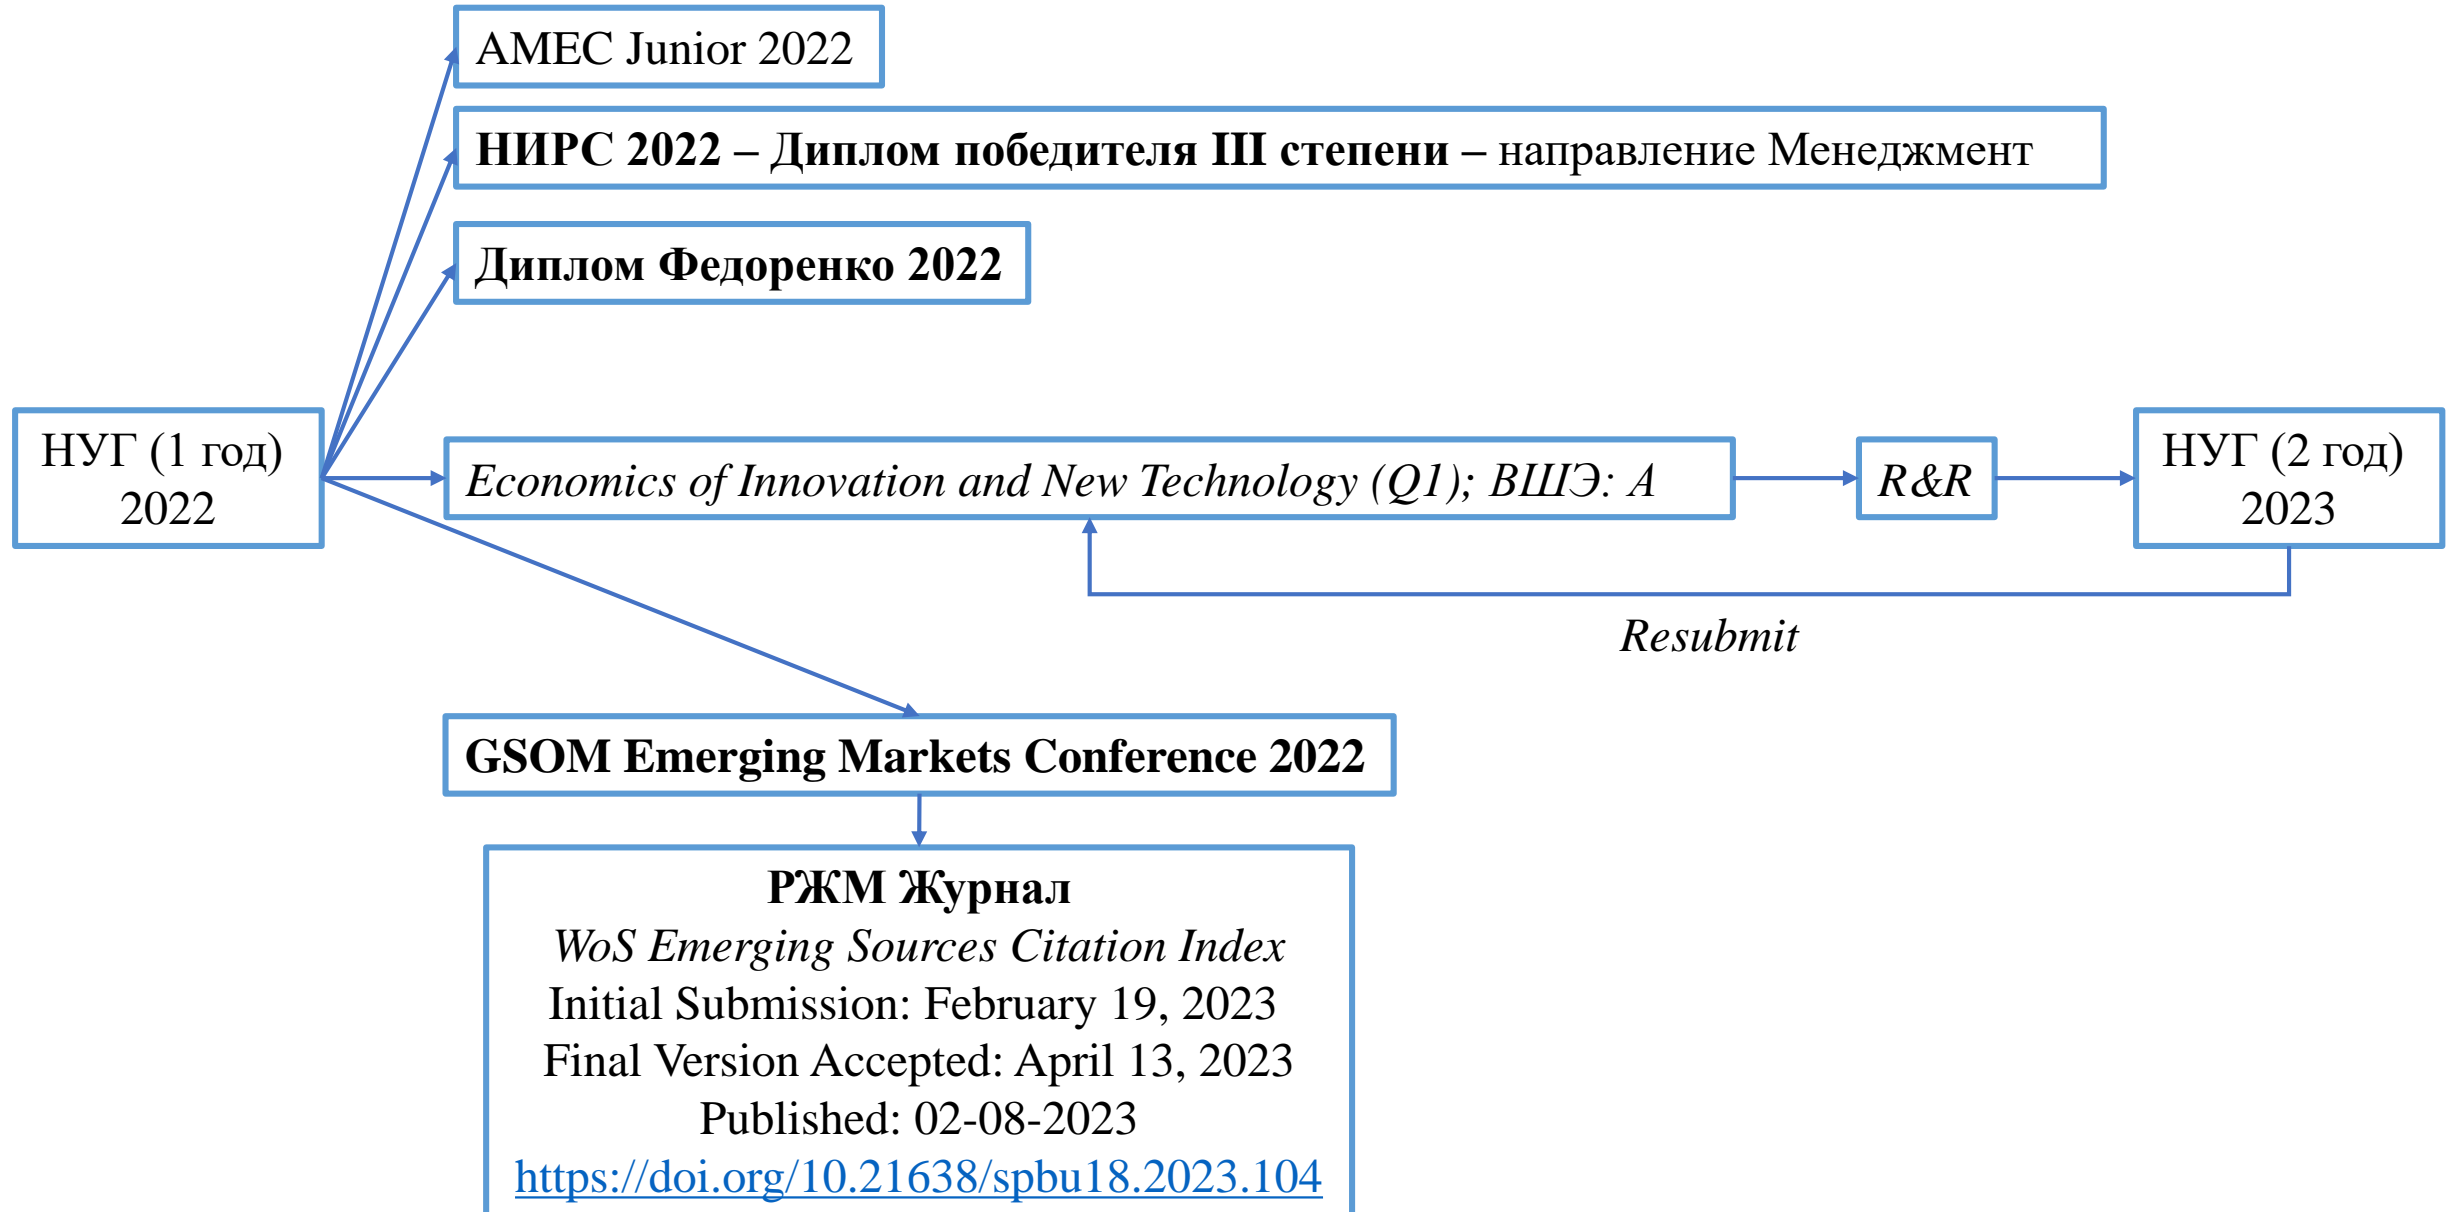 AMEC Junior 2022
НИРС 2022 – Диплом победителя III степени – направление Менеджмент
Диплом Федоренко 2022
НУГ (1 год)
2022
Economics of Innovation and New Technology (Q1); ВШЭ: А
R&R
НУГ (2 год)
2023
Resubmit
GSOM Emerging Markets Conference 2022
РЖМ Журнал
WoS Emerging Sources Citation Index
Initial Submission: February 19, 2023
Final Version Accepted: April 13, 2023
Published: 02-08-2023
https://doi.org/10.21638/spbu18.2023.104